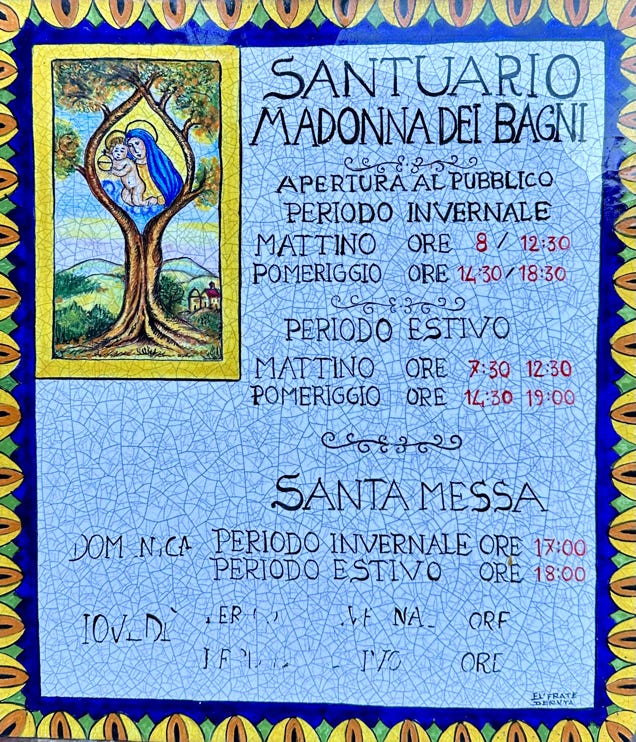 SANTUARIO
MADONNA DEI BAGNI
APERTURA AL PUBBLICO
PERIODO INVERNALE
MATTINO ORE 8 / 12:30
POMERIGGIO ORE 14:30/18:30
PERIODO ESTIVO
MATTINO ORE 7:30 12:30
POMERIGGIO ORE 14:30 19:00
SANTA MESSA
DOMENICA PERIODO INVERNALE ORE 17:00
PERIODO ESTIVO ORE 18:00
ORE
ORE
EL' FRATE
DERUTA